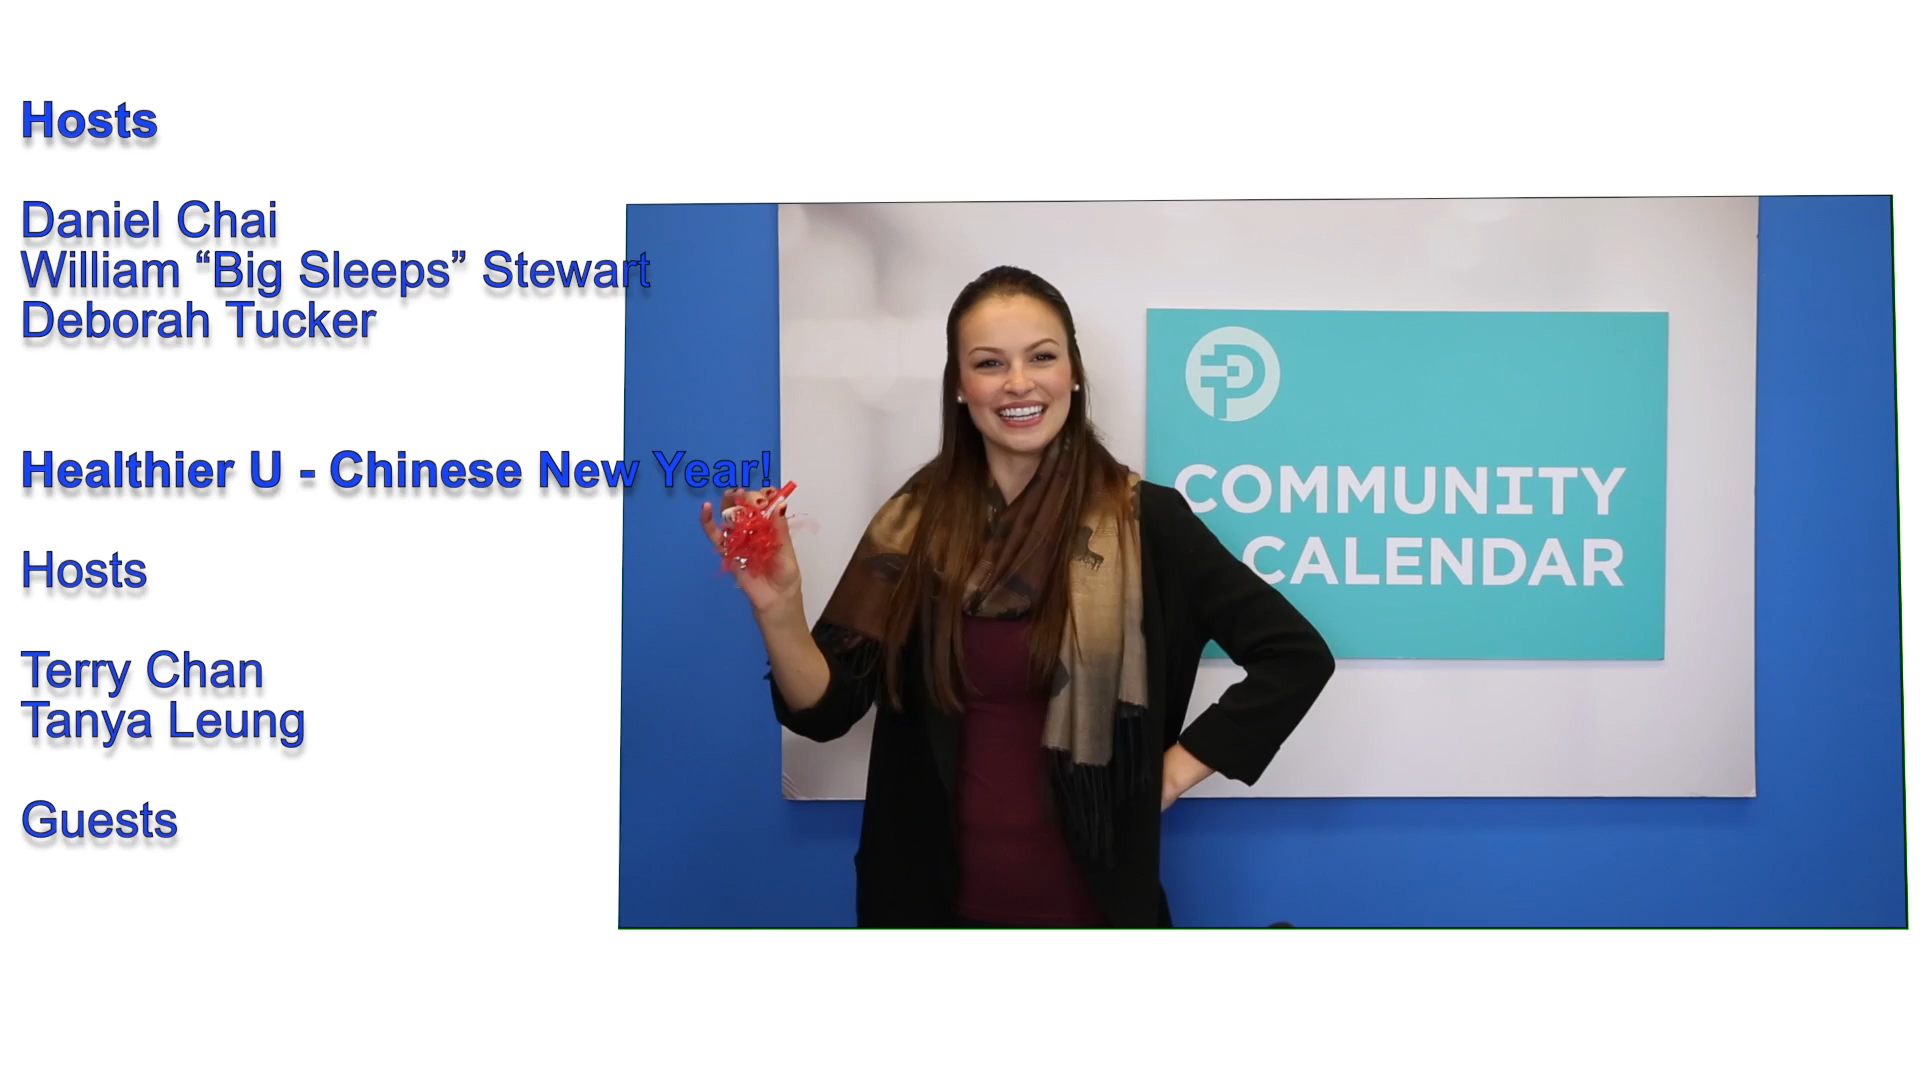 Hosts
Daniel Chai
William “Big Sleeps” Stewart
Deborah Tucker
Healthier U - Chinese New Year!
Hosts
Terry Chan
Tanya Leung
Guests
COMMUNITY
CALENDAR